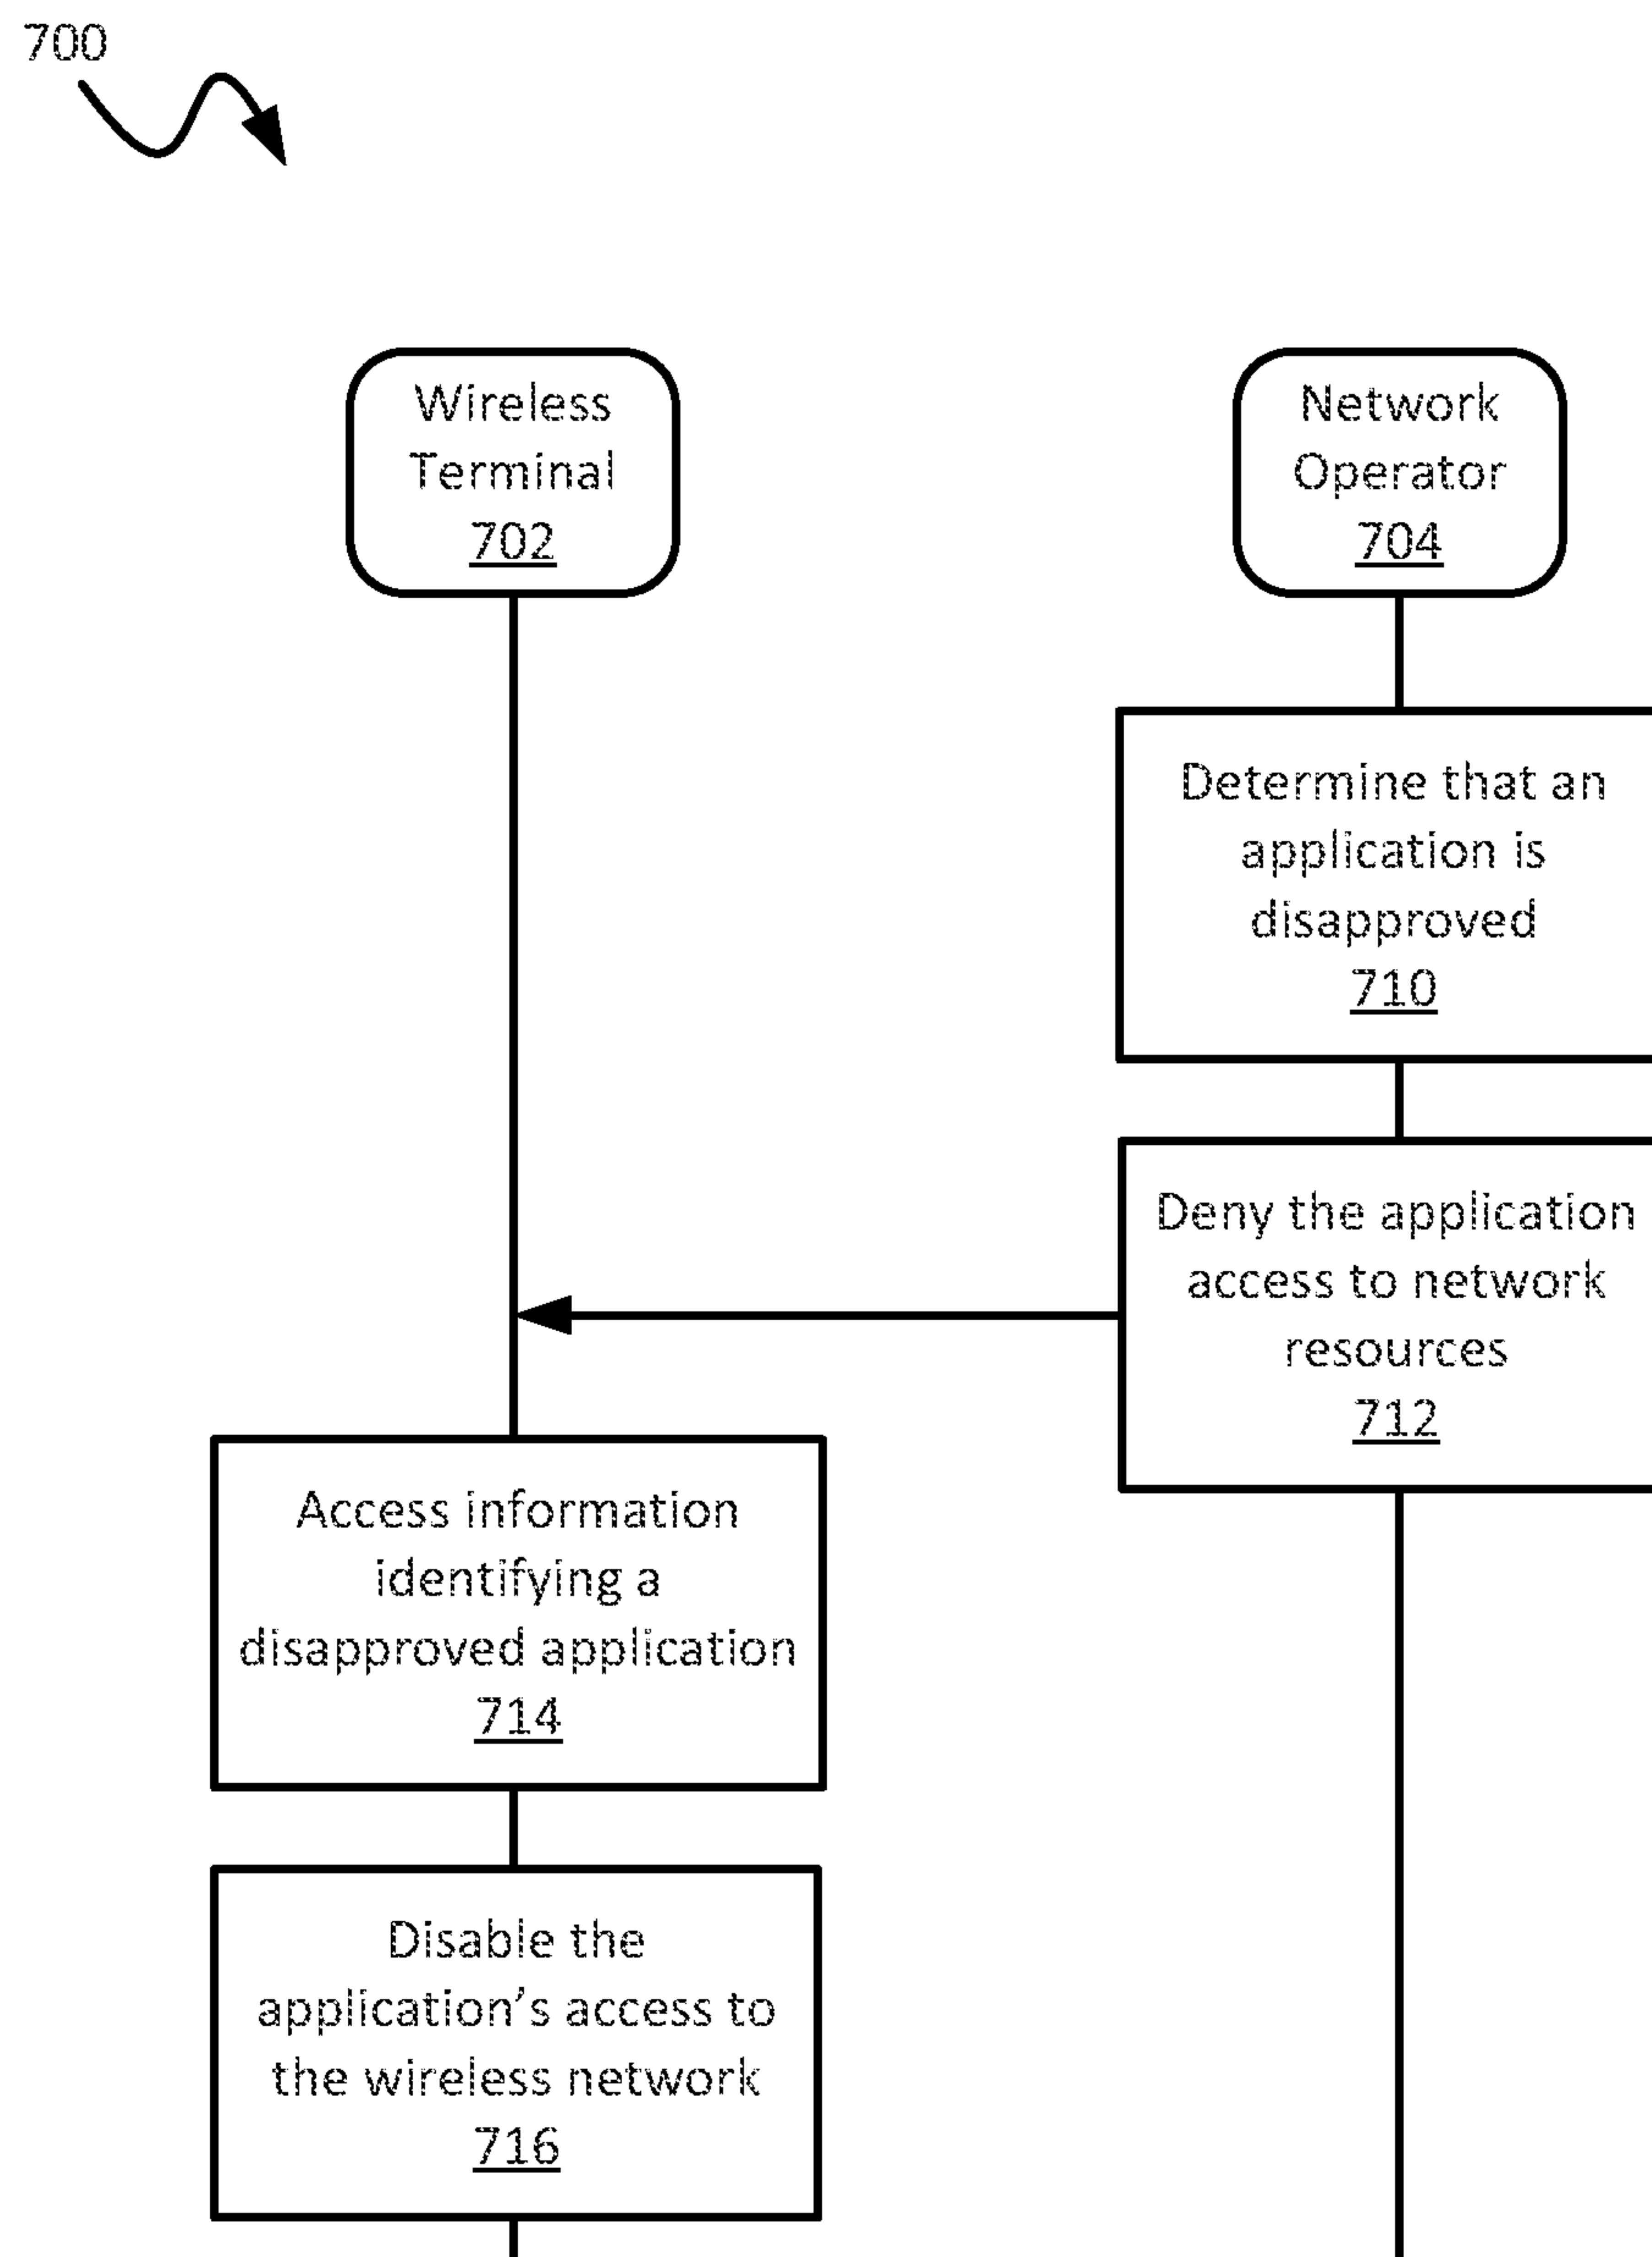 700
Wireless
Terminal
702
Network
Operator
704
Determine that an
application is
disapproved
710
Deny the application
access to network
resources
712
Access information
identifying a
disapproved application
714
Disable the
application’s access to
the wireless network
716